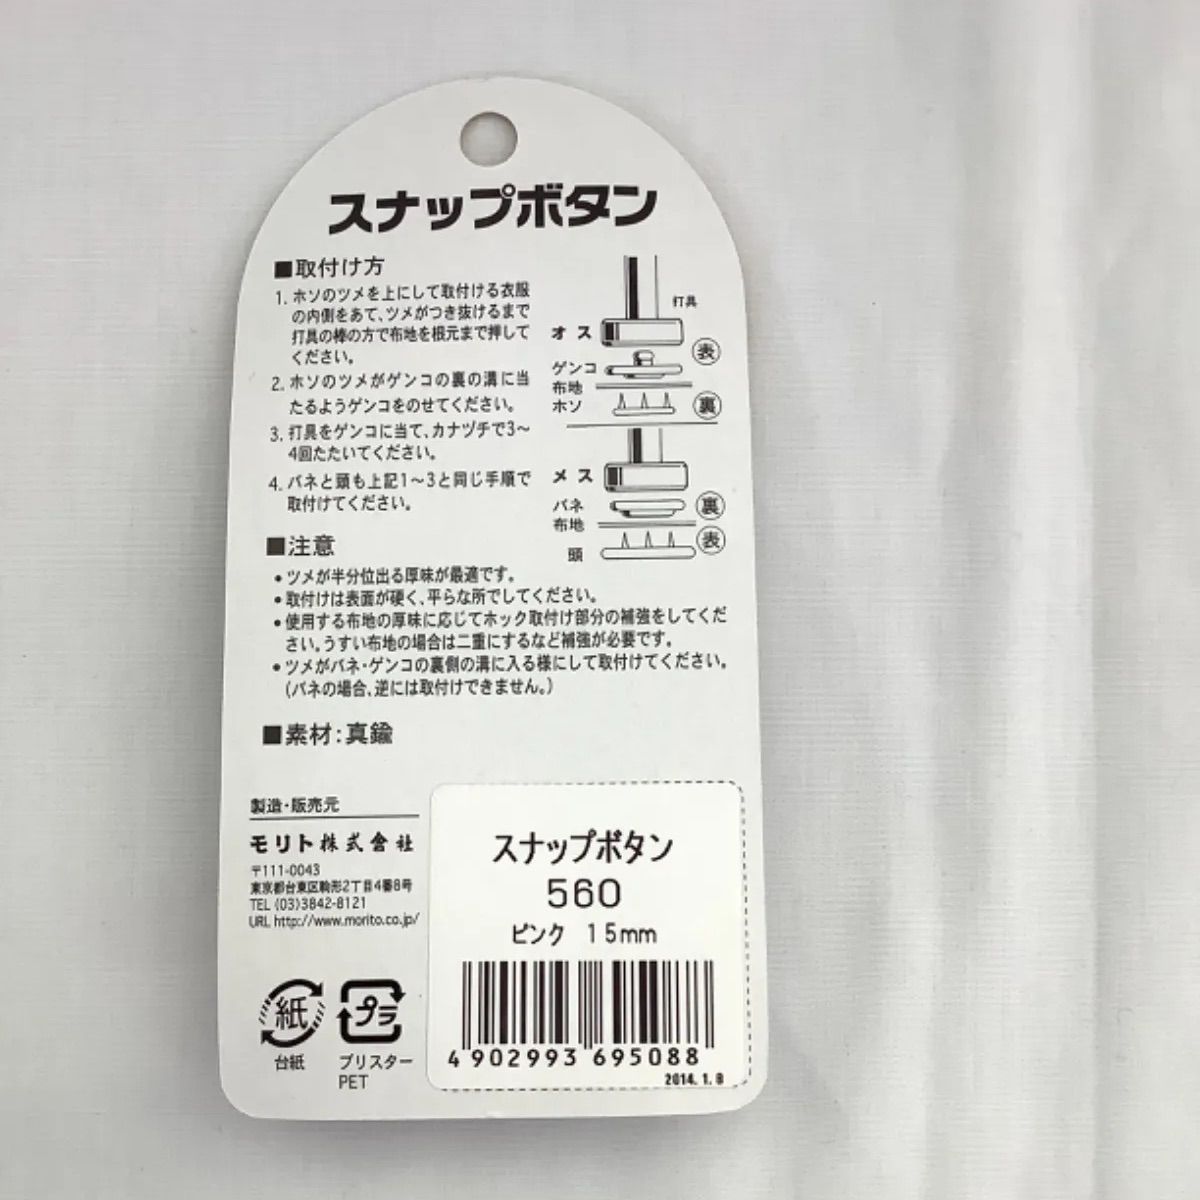 スナップボタン
■取付け方
1. ホソのツメを上にして取付ける衣服
の内側をあて、ツメがつき抜けるまで
打具の棒の方で布地を根元まで押して
ください。
2. ホソのツメがゲンコの裏の溝に当
たるようゲンコをのせてください。
3. 打具をゲンコに当て、カナヅチで3〜
4回たたいてください。
4. バネと頭も上記1〜3と同じ手順で
取付けてください。
打具
オス
表
ゲンコ
布地
ホソ
裏
メス
バネ
裏
布地
表
頭
■注意
•ツメが半分位出る厚味が最適です。
•取付けは表面が硬く、平らな所でしてください。
•使用する布地の厚味に応じてホック取付け部分の補強をしてくだ
さい。うすい布地の場合は二重にするなど補強が必要です。
•ツメがバネ・ゲンコの裏側の溝に入る様にして取付けてください。
(バネの場合、逆には取付けできません。)
■素材:真鍮
製造・販売元
モリト株式會社
〒111-0043
東京都台東区駒形2丁目4番8号
TEL (03)3842-8121
URL http://www.morito.co.jp/
紙
台紙
プラ
ブリスター
PET
スナップボタン
560
ピンク 15mm
4 902993 695088
2014.1.8